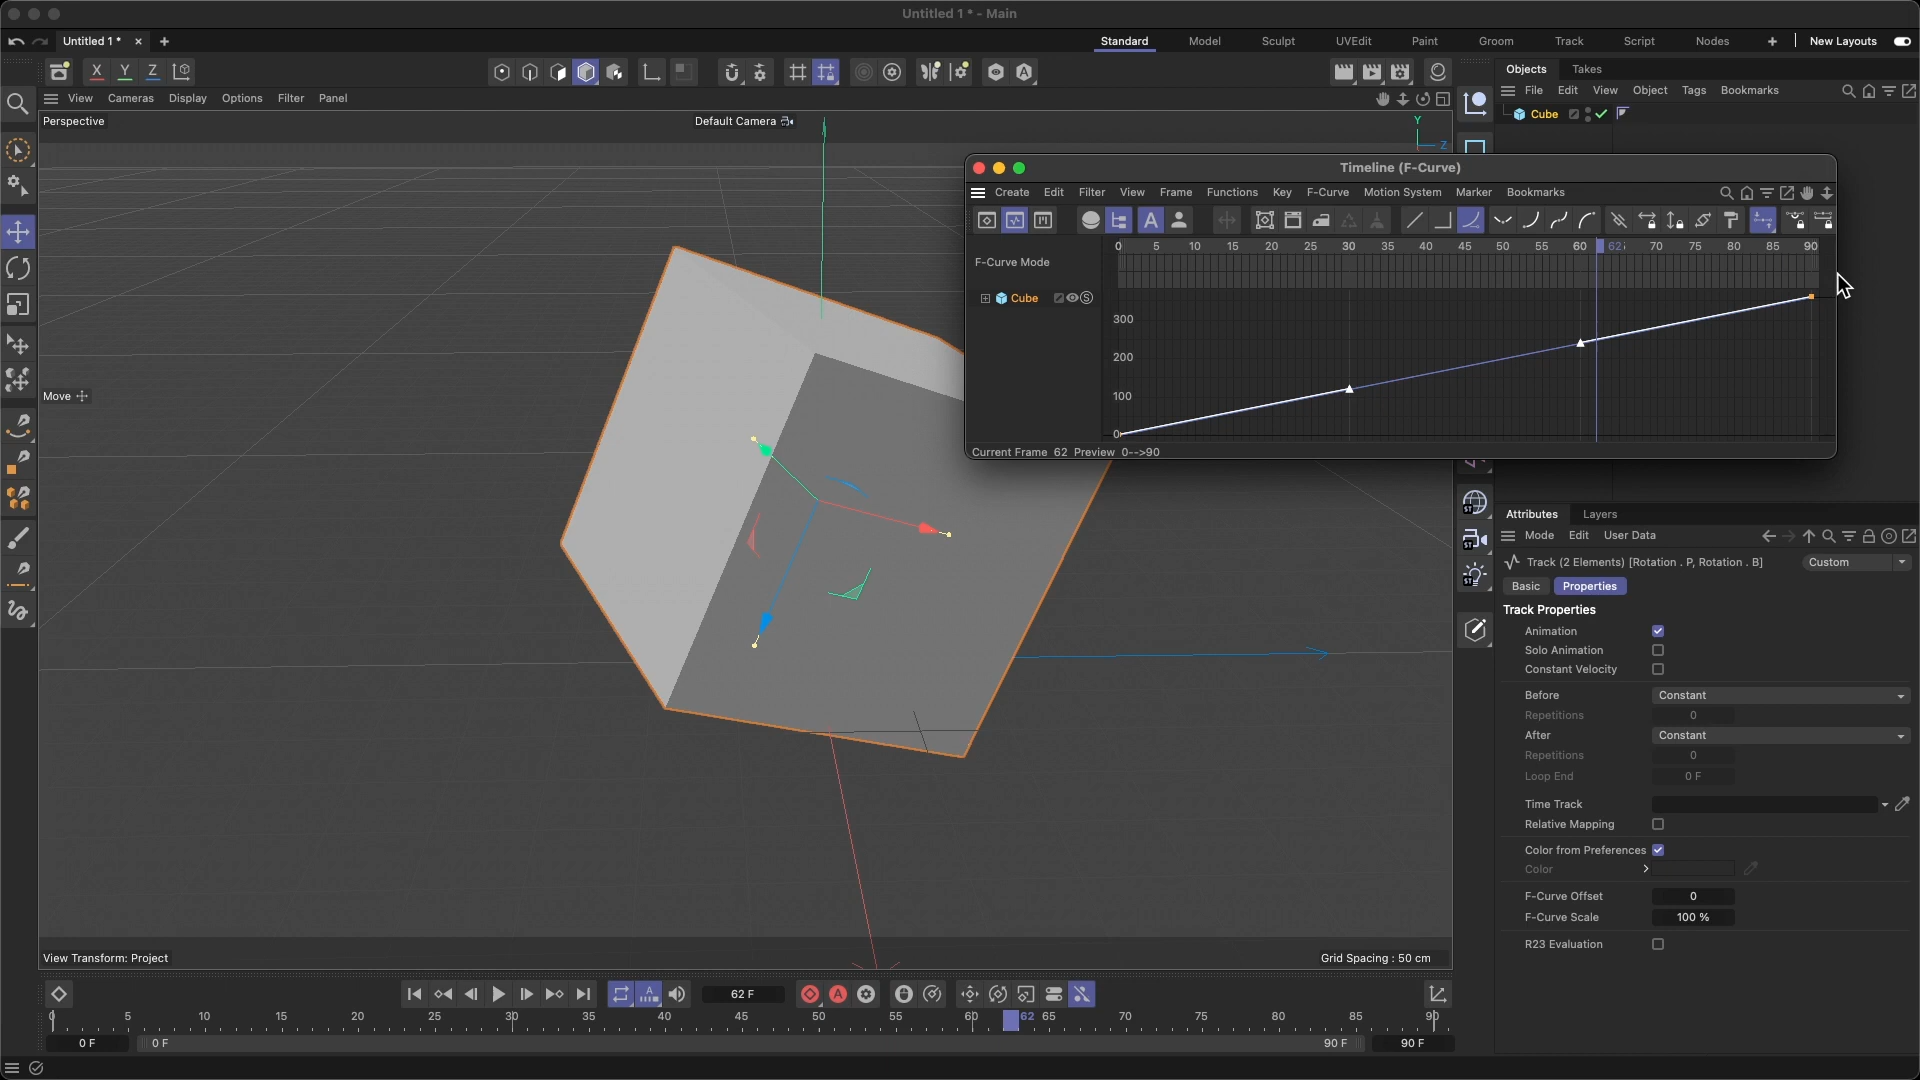 Untitled 1 * - Main
Untitled 1 *
Standard Model Sculpt UVEdit Paint Groom Track Script Nodes New Layouts
X Y Z
View Cameras Display Options Filter Panel
Perspective
Default Camera
Y
Z
Move
View Transform: Project
Grid Spacing : 50 cm
Objects Takes
File Edit View Object Tags Bookmarks
Cube
Timeline (F-Curve)
Create Edit Filter View Frame Functions Key F-Curve Motion System Marker Bookmarks
A
0 5 10 15 20 25 30 35 40 45 50 55 60 62 70 75 80 85 90
F-Curve Mode
Cube
S
300
200
100
0
Current Frame 62 Preview 0-->90
ST
ST
ST
Attributes Layers
Mode Edit User Data
Track (2 Elements) [Rotation . P, Rotation . B]
Custom
Basic Properties
Track Properties
Animation
Solo Animation
Constant Velocity
Before Constant
Repetitions 0
After Constant
Repetitions 0
Loop End 0 F
Time Track
Relative Mapping
Color from Preferences
Color
F-Curve Offset 0
F-Curve Scale 100 %
R23 Evaluation
62 F
A
0 5 10 15 20 25 30 35 40 45 50 55 60 62 65 70 75 80 85 90
0 F 0 F 90 F 90 F